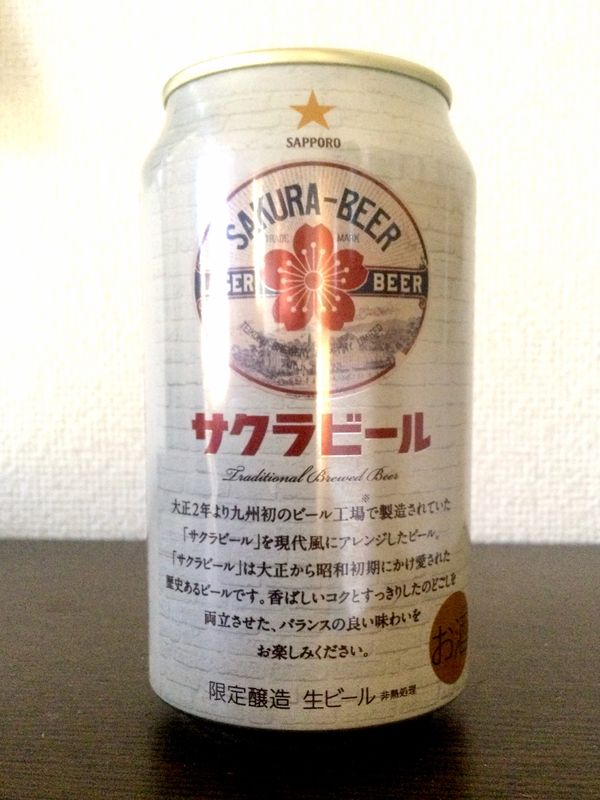 SAPPORO
SAKURA-BEER
TRADE MARK
BEER
サクラビール
Traditional Brewed Beer
※
大正2年より九州初のビール工場で製造されていた
「サクラビール」を現代風にアレンジしたビール。
「サクラビール」は大正から昭和初期にかけ愛された
歴史あるビールです。香ばしいコクとすっきりしたのどごしを
両立させた、バランスの良い味わいを
お楽しみください。
お酒
限定醸造 生ビール 非熱処理